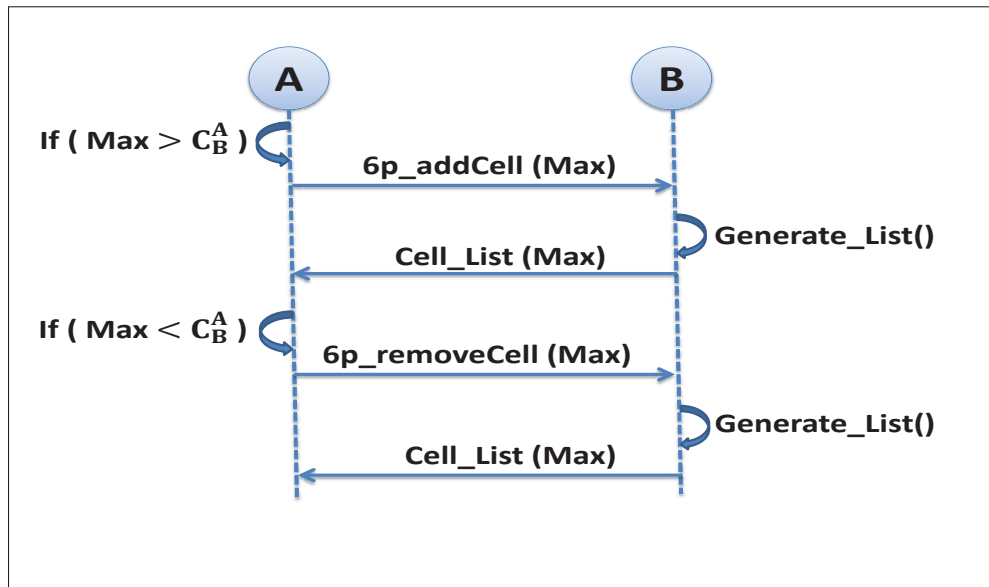 A
B
If ( Max > C_B^A )
6p_addCell (Max)
Generate_List()
Cell_List (Max)
If ( Max < C_B^A )
6p_removeCell (Max)
Generate_List()
Cell_List (Max)